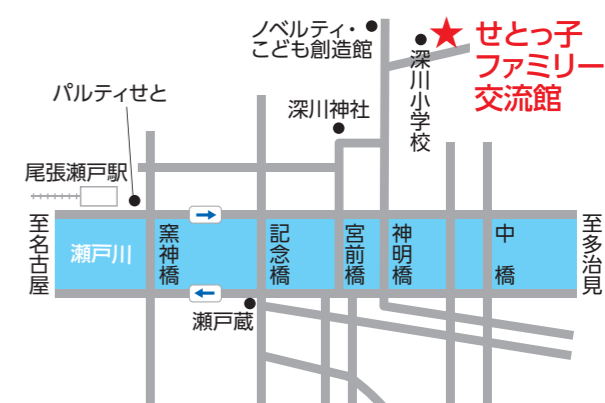 ノベルティ・
こども創造館
せとっ子
ファミリー
交流館
深川小学校
パルティせと
深川神社
尾張瀬戸駅
至名古屋
瀬戸川
窯神橋
記念橋
宮前橋
神明橋
中橋
至多治見
瀬戸蔵